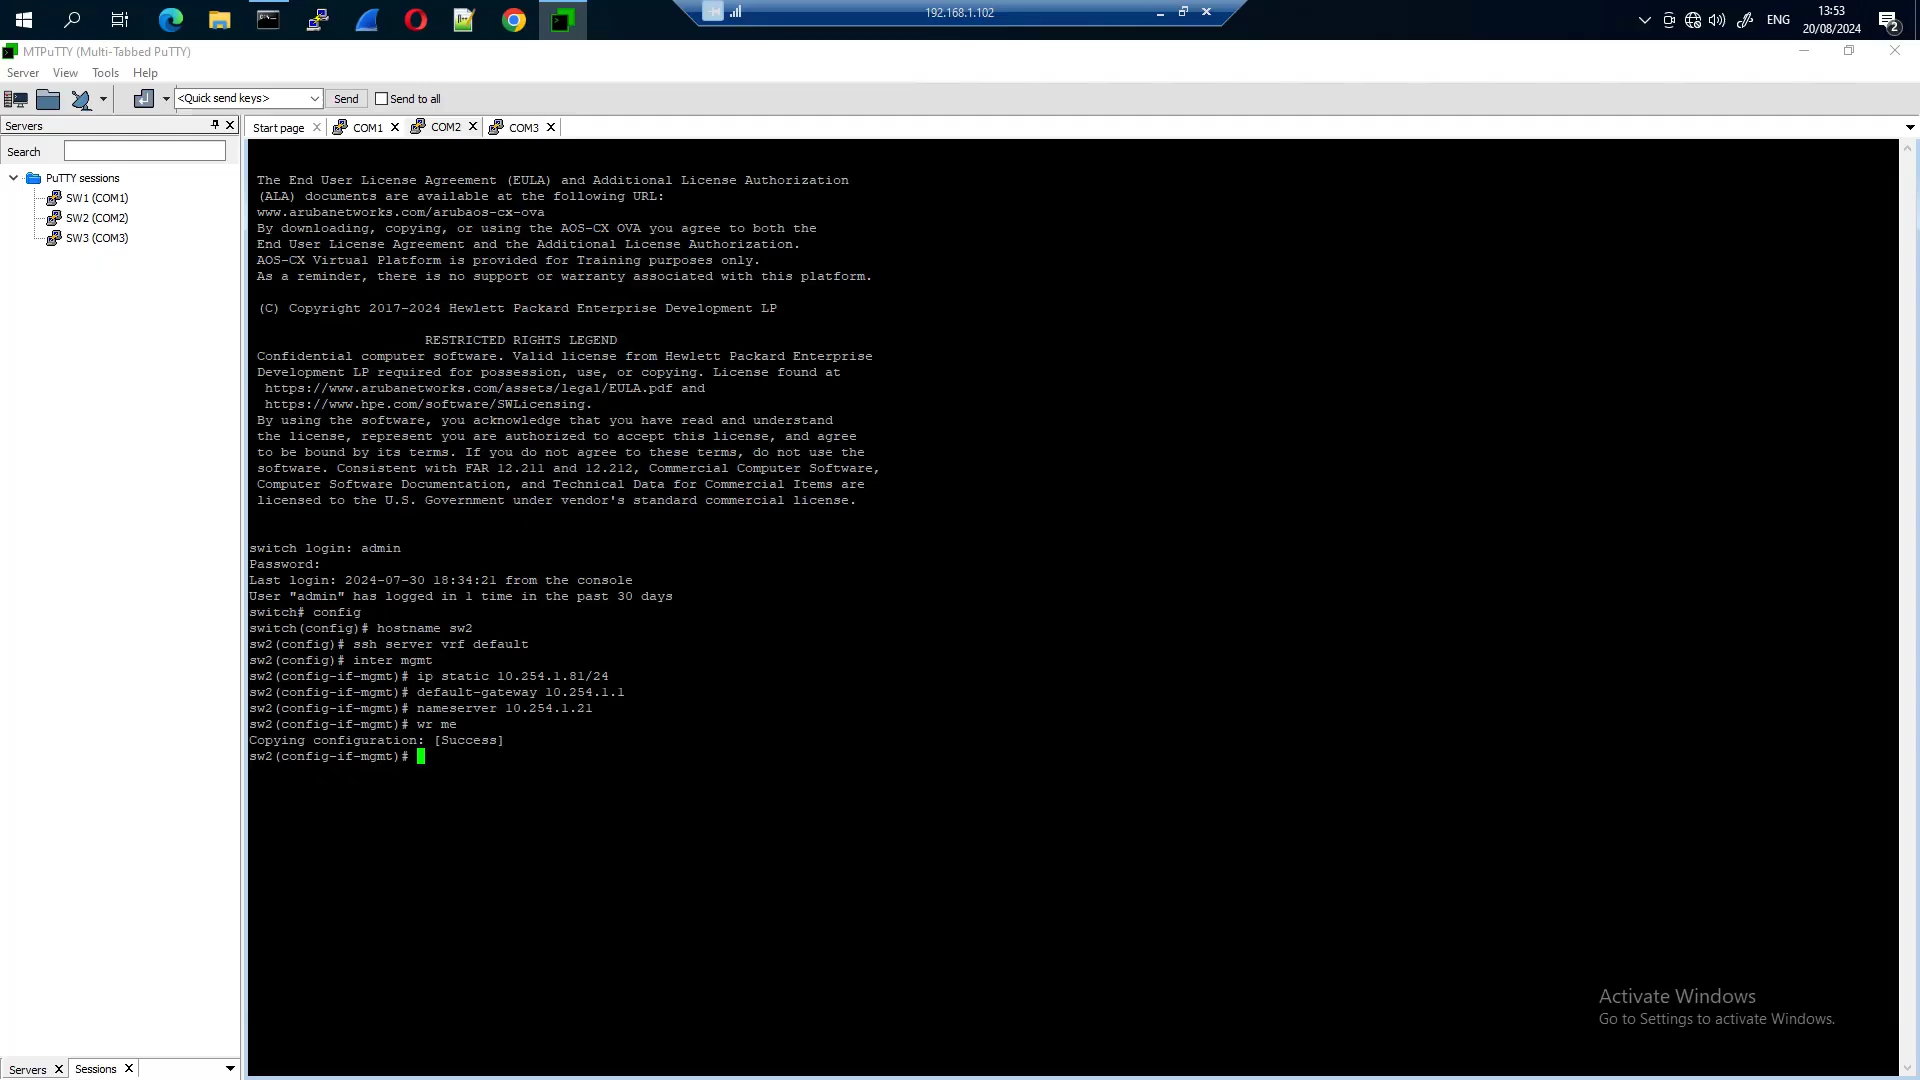 192.168.1.102
ENG
13:53
20/08/2024
2
MTPuTTY (Multi-Tabbed PuTTY)
Server View Tools Help
<Quick send keys> Send Send to all
Servers
Start page COM1 COM2 COM3
Search
PuTTY sessions
SW1 (COM1)
SW2 (COM2)
SW3 (COM3)
The End User License Agreement (EULA) and Additional License Authorization
(ALA) documents are available at the following URL:
www.arubanetworks.com/arubaos-cx-ova
By downloading, copying, or using the AOS-CX OVA you agree to both the
End User License Agreement and the Additional License Authorization.
AOS-CX Virtual Platform is provided for Training purposes only.
As a reminder, there is no support or warranty associated with this platform.
(C) Copyright 2017-2024 Hewlett Packard Enterprise Development LP
RESTRICTED RIGHTS LEGEND
Confidential computer software. Valid license from Hewlett Packard Enterprise
Development LP required for possession, use, or copying. License found at
https://www.arubanetworks.com/assets/legal/EULA.pdf and
https://www.hpe.com/software/SWLicensing.
By using the software, you acknowledge that you have read and understand
the license, represent you are authorized to accept this license, and agree
to be bound by its terms. If you do not agree to these terms, do not use the
software. Consistent with FAR 12.211 and 12.212, Commercial Computer Software,
Computer Software Documentation, and Technical Data for Commercial Items are
licensed to the U.S. Government under vendor's standard commercial license.
switch login: admin
Password:
Last login: 2024-07-30 18:34:21 from the console
User "admin" has logged in 1 time in the past 30 days
switch# config
switch(config)# hostname sw2
sw2(config)# ssh server vrf default
sw2(config)# inter mgmt
sw2(config-if-mgmt)# ip static 10.254.1.81/24
sw2(config-if-mgmt)# default-gateway 10.254.1.1
sw2(config-if-mgmt)# nameserver 10.254.1.21
sw2(config-if-mgmt)# wr me
Copying configuration: [Success]
sw2(config-if-mgmt)#
Activate Windows
Go to Settings to activate Windows.
Servers Sessions